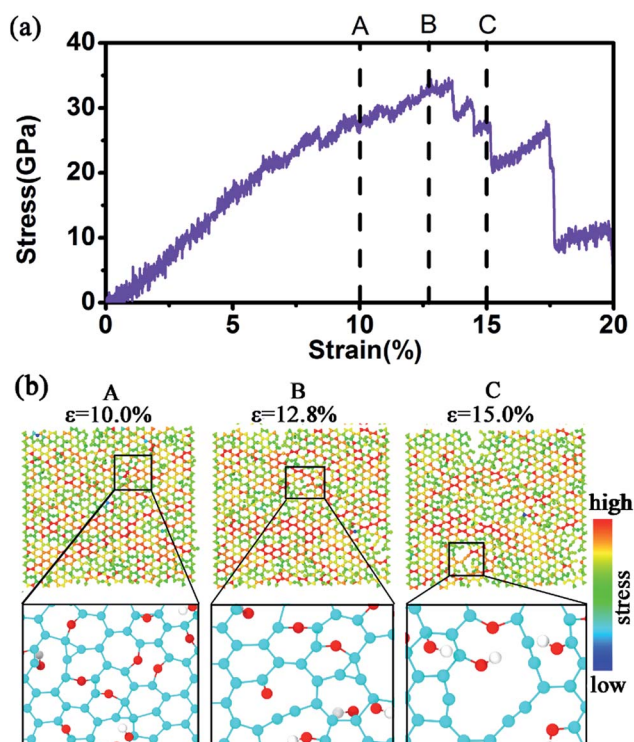 (a)
A B C
40
30
20
10
0
Stress(GPa)
0 5 10 15 20
Strain(%)
(b)
A B C
ε=10.0% ε=12.8% ε=15.0%
high
stress
low